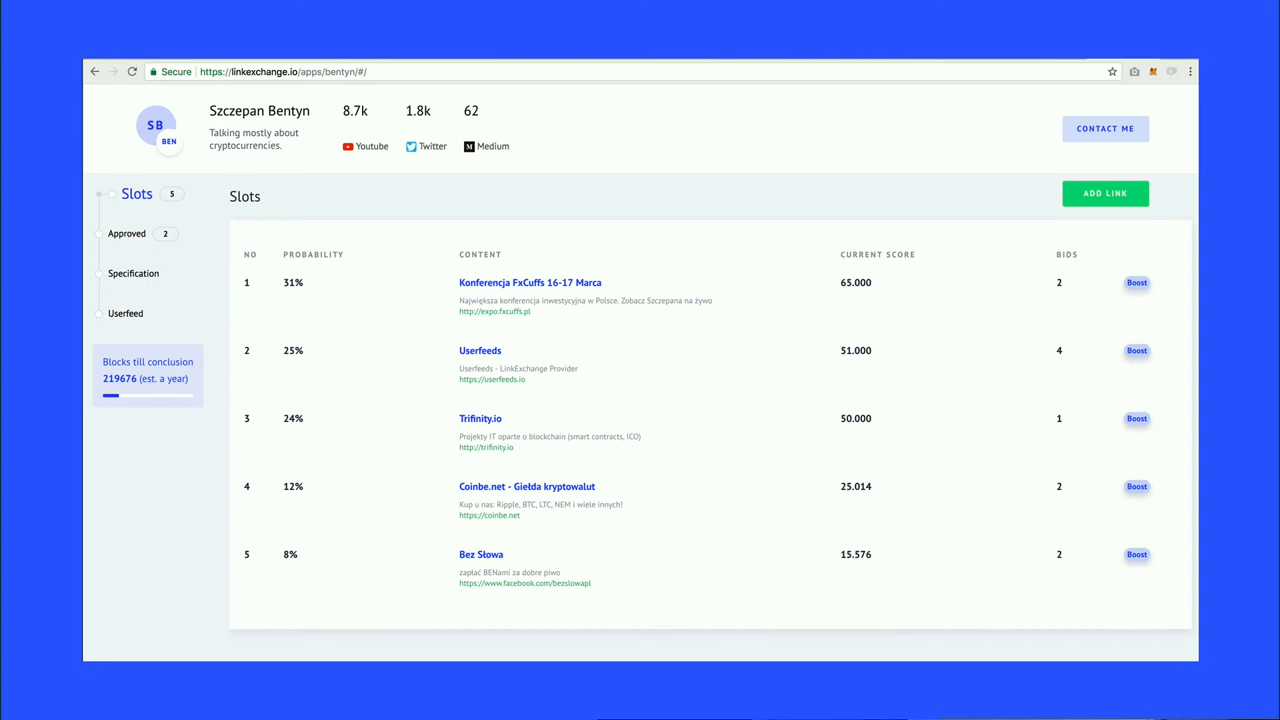 Secure https://linkexchange.io/apps/bentyn/#/
SB
BEN
Szczepan Bentyn
Talking mostly about
cryptocurrencies.
8.7k 1.8k 62
Youtube Twitter Medium
CONTACT ME
Slots 5
Approved 2
Specification
Userfeed
Blocks till conclusion
219676 (est. a year)
Slots
ADD LINK
NO PROBABILITY CONTENT CURRENT SCORE BIDS
1 31% Konferencja FxCuffs 16-17 Marca 65.000 2 Boost
Największa konferencja inwestycyjna w Polsce. Zobacz Szczepana na żywo
http://expo.fxcuffs.pl
2 25% Userfeeds 51.000 4 Boost
Userfeeds - LinkExchange Provider
https://userfeeds.io
3 24% Trifinity.io 50.000 1 Boost
Projekty IT oparte o blockchain (smart contracts, ICO)
http://trifinity.io
4 12% Coinbe.net - Giełda kryptowalut 25.014 2 Boost
Kup u nas: Ripple, BTC, LTC, NEM i wiele innych!
https://coinbe.net
5 8% Bez Słowa 15.576 2 Boost
zapłać BENami za dobre piwo
https://www.facebook.com/bezslowapl